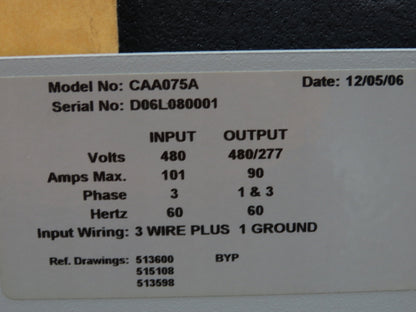 Model No: CAA075A Date: 12/05/06
Serial No: D06L080001
INPUT OUTPUT
Volts 480 480/277
Amps Max. 101 90
Phase 3 1 & 3
Hertz 60 60
Input Wiring: 3 WIRE PLUS 1 GROUND
Ref. Drawings: 513600 BYP
515108
513598